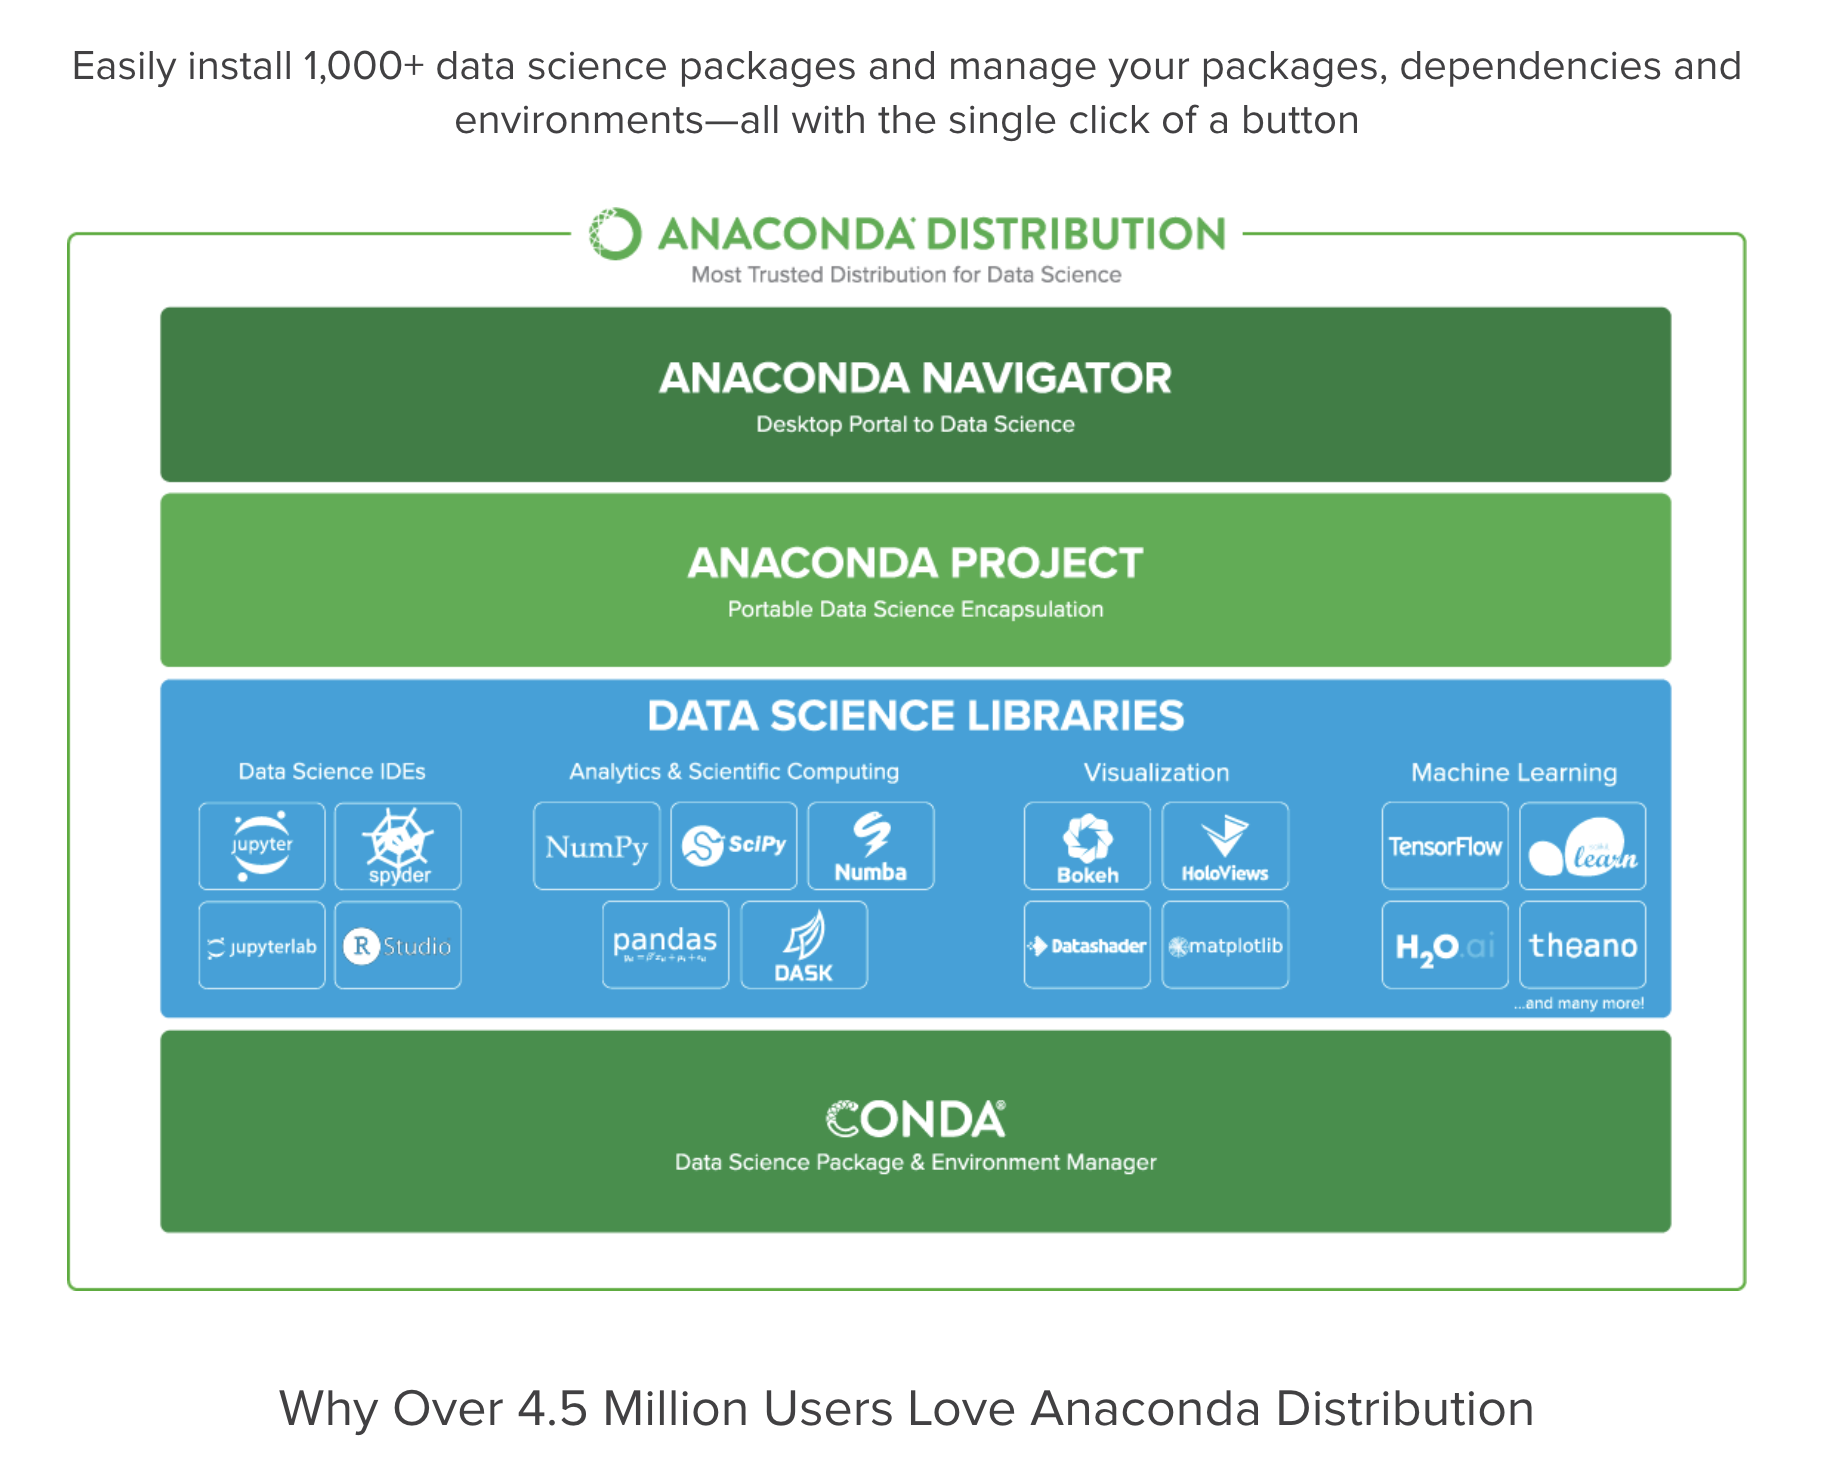 Easily install 1,000+ data science packages and manage your packages, dependencies and
environments—all with the single click of a button
ANACONDA DISTRIBUTION
Most Trusted Distribution for Data Science
ANACONDA NAVIGATOR
Desktop Portal to Data Science
ANACONDA PROJECT
Portable Data Science Encapsulation
DATA SCIENCE LIBRARIES
Data Science IDEs
jupyter
spyder
jupyterlab
R Studio
Analytics & Scientific Computing
NumPy
SciPy
Numba
pandas
DASK
Visualization
Bokeh
HoloViews
Datashader
matplotlib
Machine Learning
TensorFlow
learn
H2O.ai
theano
...and many more!
CONDA®
Data Science Package & Environment Manager
Why Over 4.5 Million Users Love Anaconda Distribution